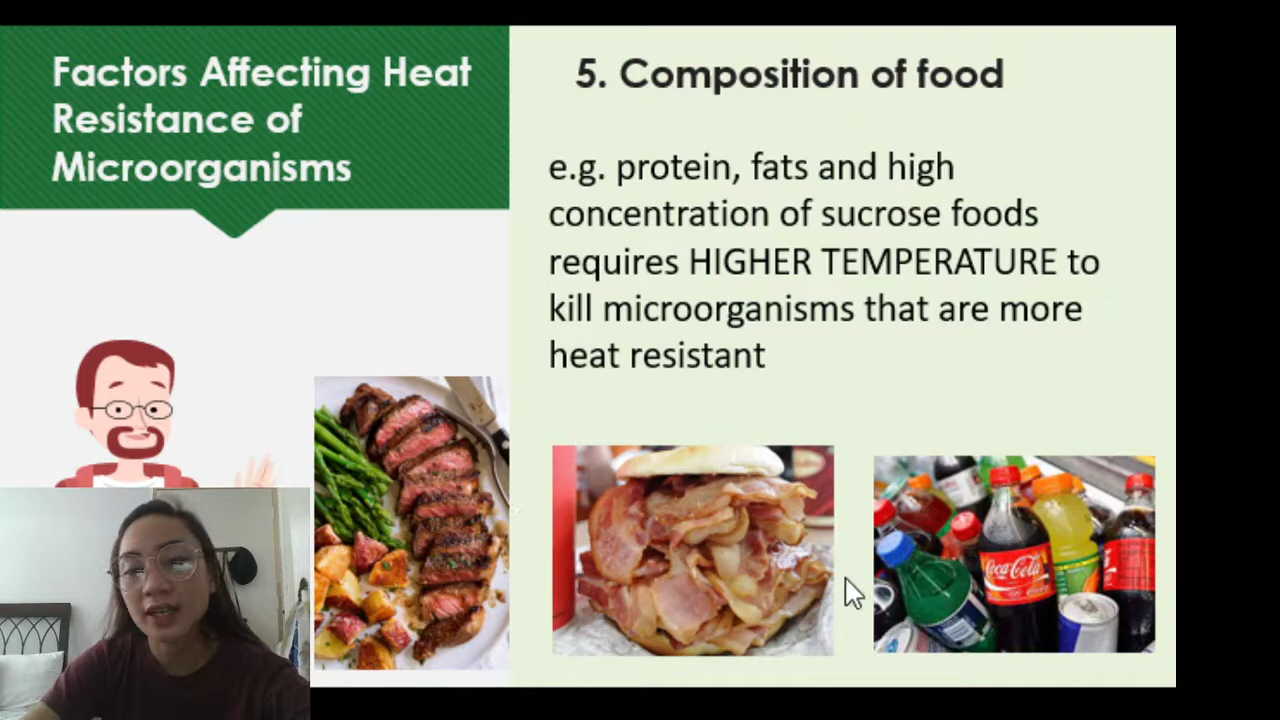 Factors Affecting Heat
Resistance of
Microorganisms
5. Composition of food
e.g. protein, fats and high
concentration of sucrose foods
requires HIGHER TEMPERATURE to
kill microorganisms that are more
heat resistant
Coca-Cola